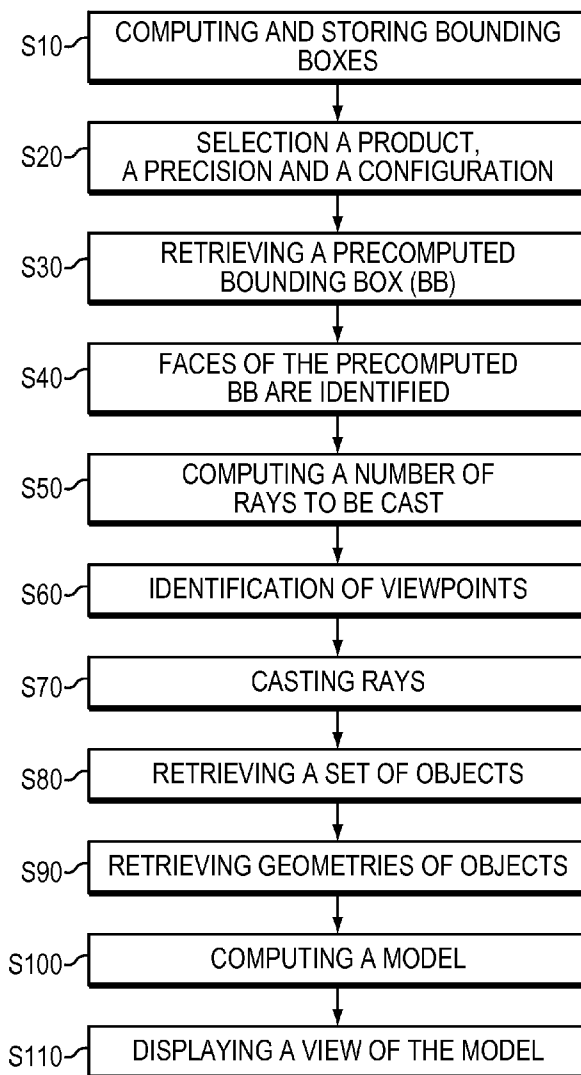 S10
COMPUTING AND STORING BOUNDING
BOXES
S20
SELECTION A PRODUCT,
A PRECISION AND A CONFIGURATION
S30
RETRIEVING A PRECOMPUTED
BOUNDING BOX (BB)
S40
FACES OF THE PRECOMPUTED
BB ARE IDENTIFIED
S50
COMPUTING A NUMBER OF
RAYS TO BE CAST
S60
IDENTIFICATION OF VIEWPOINTS
S70
CASTING RAYS
S80
RETRIEVING A SET OF OBJECTS
S90
RETRIEVING GEOMETRIES OF OBJECTS
S100
COMPUTING A MODEL
S110
DISPLAYING A VIEW OF THE MODEL